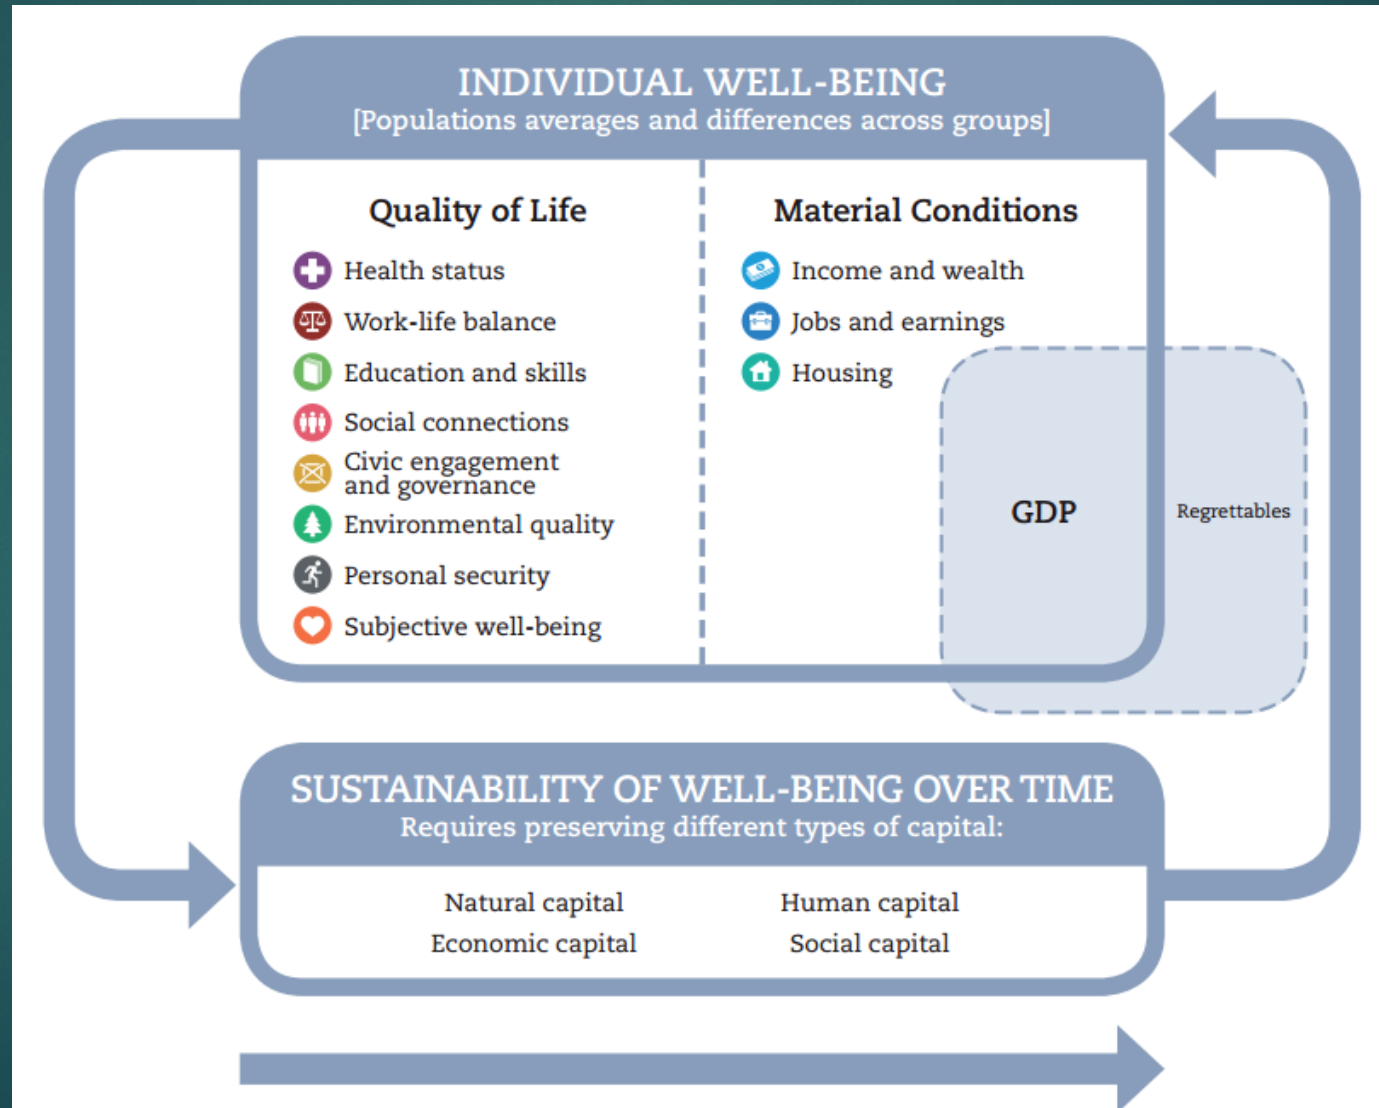 INDIVIDUAL WELL-BEING
[Populations averages and differences across groups]
Quality of Life
Health status
Work-life balance
Education and skills
Social connections
Civic engagement
and governance
Environmental quality
Personal security
Subjective well-being
Material Conditions
Income and wealth
Jobs and earnings
Housing
GDP
Regrettables
SUSTAINABILITY OF WELL-BEING OVER TIME
Requires preserving different types of capital:
Natural capital
Human capital
Economic capital
Social capital